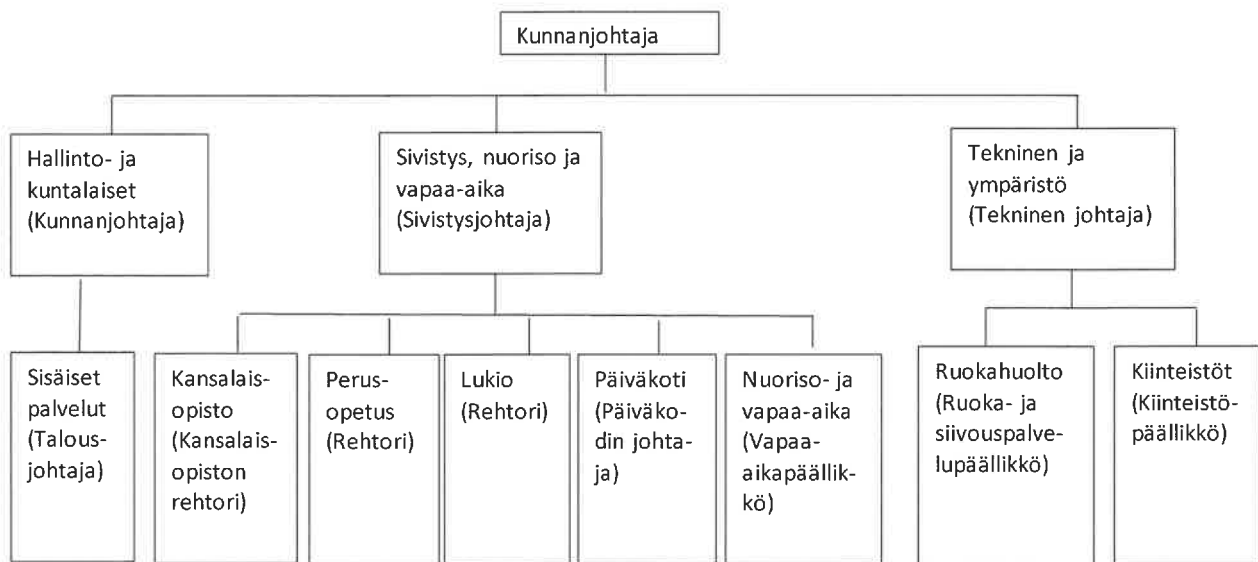 Kunnanjohtaja
Hallinto- ja
kuntalaiset
(Kunnanjohtaja)
Sivistys, nuoriso ja
vapaa-aika
(Sivistysjohtaja)
Tekninen ja
ympäristö
(Tekninen johtaja)
Sisäiset
palvelut
(Talous-
johtaja)
Kansalais-
opisto
(Kansalais-
opiston
rehtori)
Perus-
opetus
(Rehtori)
Lukio
(Rehtori)
Päiväkoti
(Päiväko-
din johta-
ja)
Nuoriso- ja
vapaa-aika
(Vapaa-
aikapäällik-
kö)
Ruokahuolto
(Ruoka- ja
siivouspalve-
lupäällikkö)
Kiinteistöt
(Kiinteistö-
päällikkö)